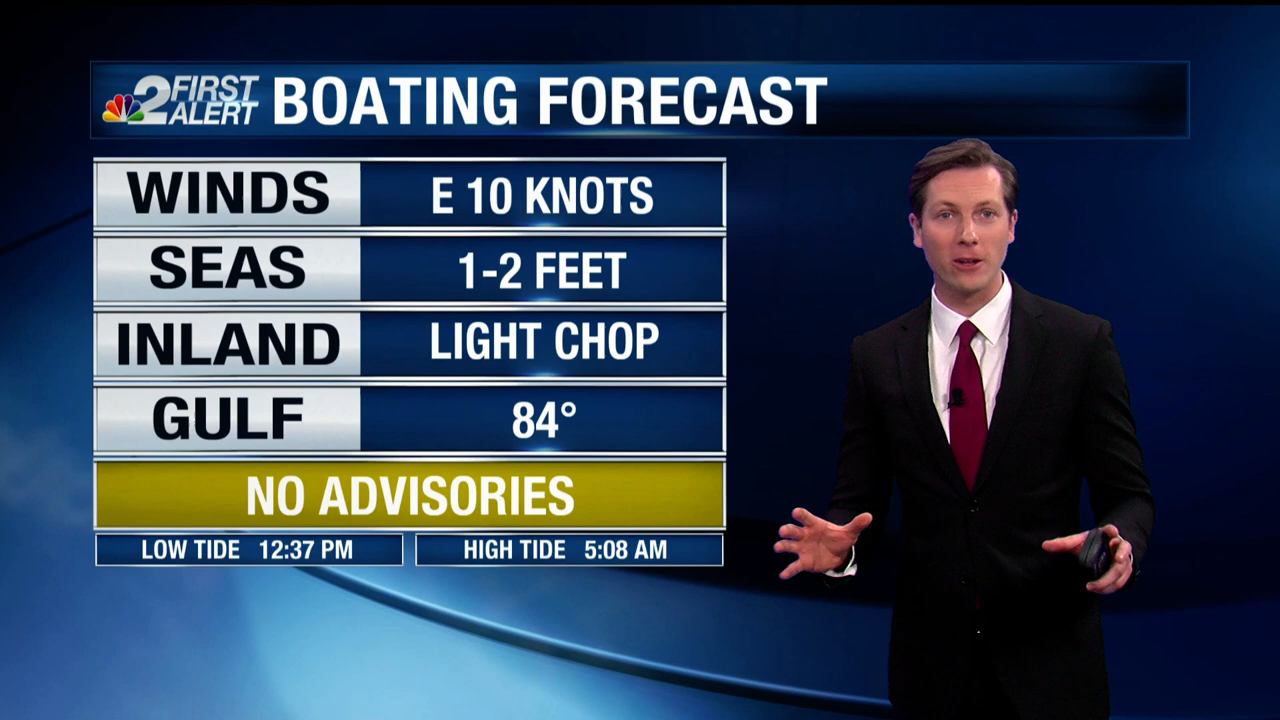 2 FIRST ALERT BOATING FORECAST
WINDS E 10 KNOTS
SEAS 1-2 FEET
INLAND LIGHT CHOP
GULF 84°
NO ADVISORIES
LOW TIDE 12:37 PM HIGH TIDE 5:08 AM